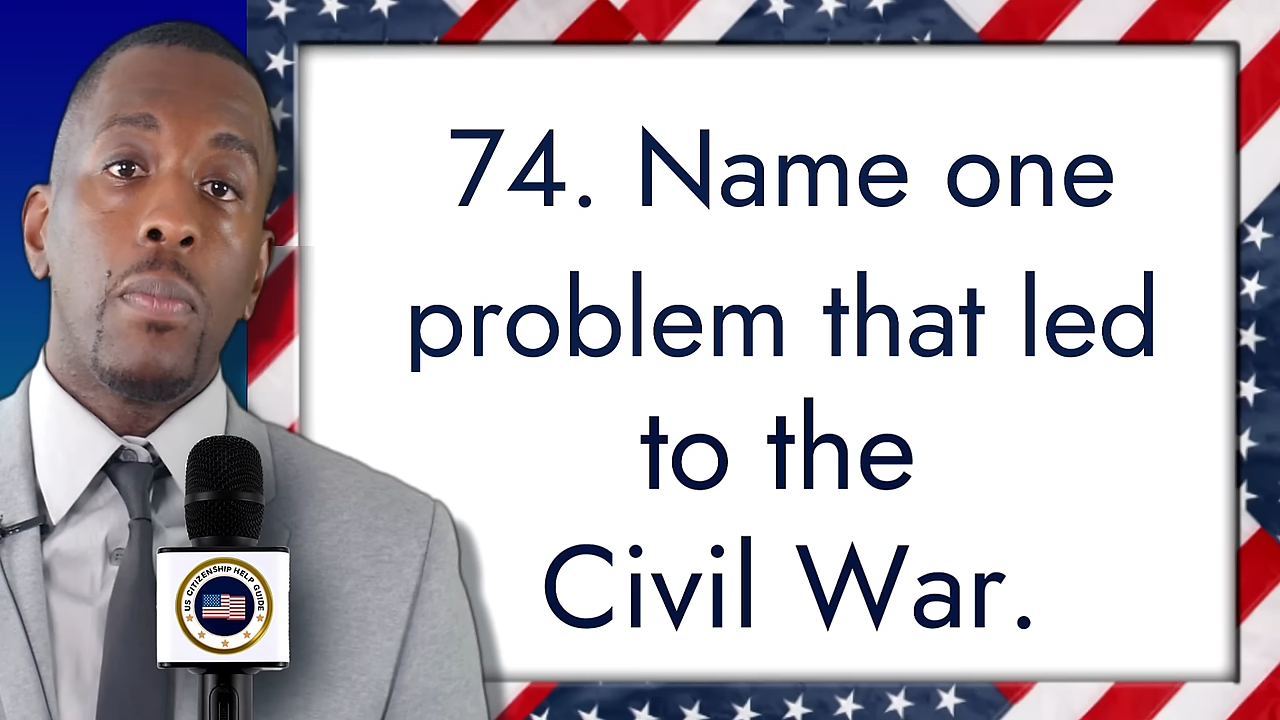 74. Name one
problem that led
to the
Civil War.
US CITIZENSHIP HELP GUIDE